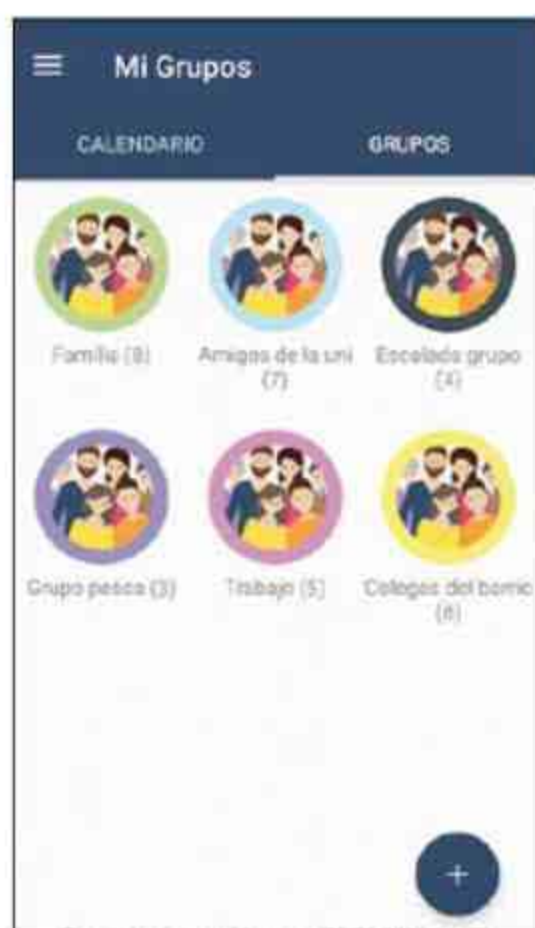 Mi Grupos
CALENDARIO
GRUPOS
Familia (8)
Amigos de la uni
(7)
Escalada grupo
(4)
Grupo pesca (3)
Trabajo (5)
Colegas del barrio
(6)
+